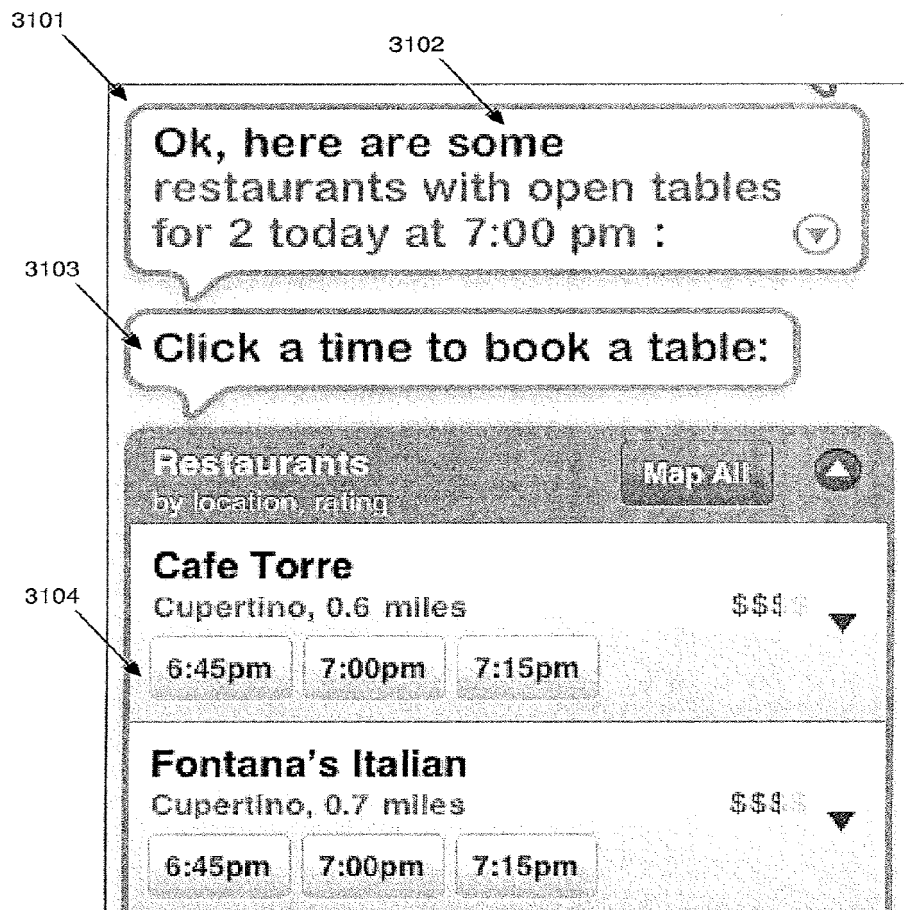 3101
3102
Ok, here are some
restaurants with open tables
for 2 today at 7:00 pm :
3103
Click a time to book a table:
Restaurants
by location, rating
Map All
Cafe Torre
Cupertino, 0.6 miles
$$$$
3104
6:45pm 7:00pm 7:15pm
Fontana's Italian
Cupertino, 0.7 miles
$$$$
6:45pm 7:00pm 7:15pm